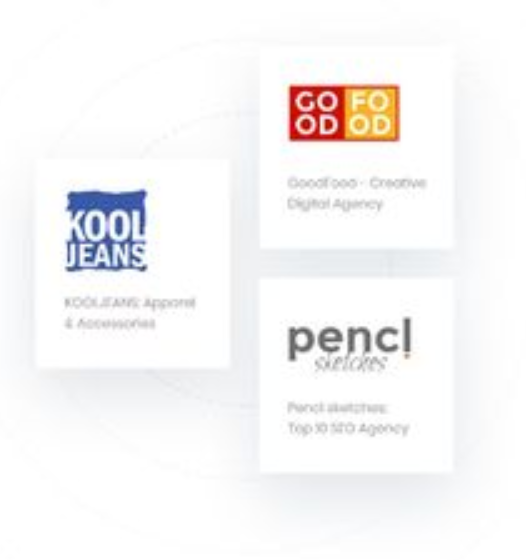 GO FO
OD OD
GoodFood - Creative
Digital Agency
KOOL
JEANS
KOOLJEANS: Apparel
& Accessories
pencl
sketches
Pencl sketches:
Top 10 SEO Agency